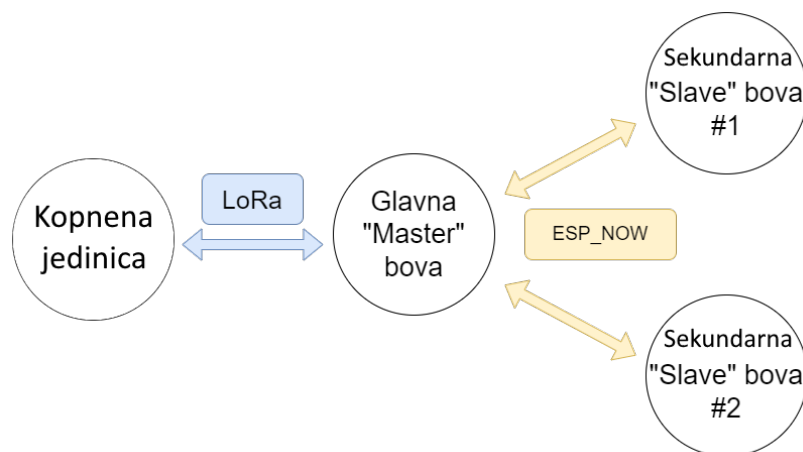 Kopnena
jedinica
LoRa
Glavna
"Master"
bova
ESP_NOW
Sekundarna
"Slave" bova
#1
Sekundarna
"Slave" bova
#2